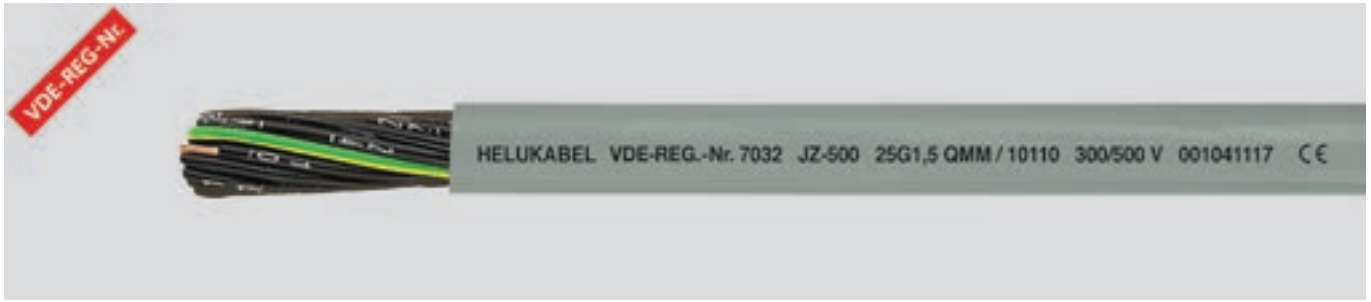 VDE-REG-Nr.
HELUKABEL VDE-REG.-Nr. 7032 JZ-500 25G1,5 QMM / 10110 300/500 V 001041117 CE